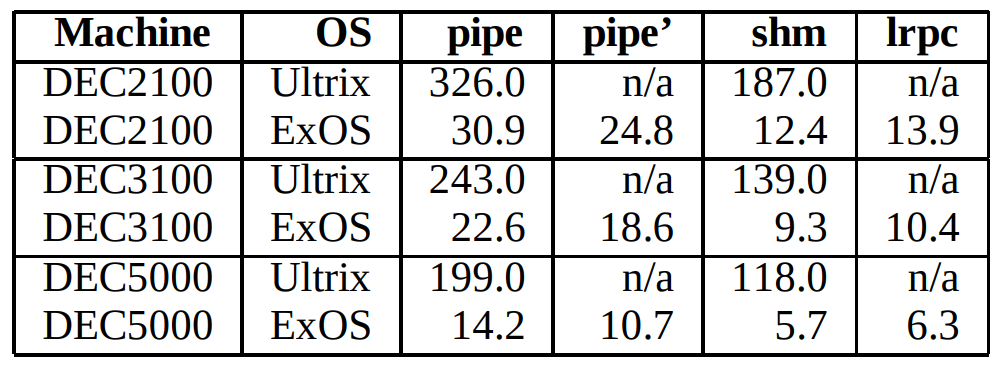 Machine OS pipe pipe’ shm lrpc
DEC2100 Ultrix 326.0 n/a 187.0 n/a
DEC2100 ExOS 30.9 24.8 12.4 13.9
DEC3100 Ultrix 243.0 n/a 139.0 n/a
DEC3100 ExOS 22.6 18.6 9.3 10.4
DEC5000 Ultrix 199.0 n/a 118.0 n/a
DEC5000 ExOS 14.2 10.7 5.7 6.3